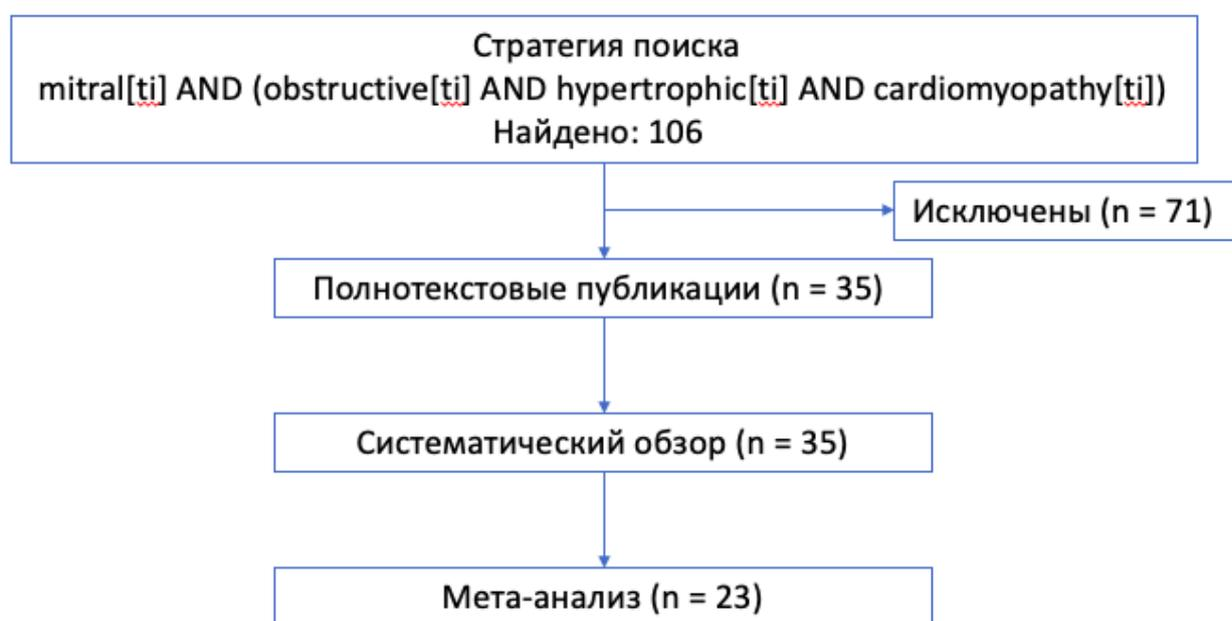 Стратегия поиска
mitral[ti] AND (obstructive[ti] AND hypertrophic[ti] AND cardiomyopathy[ti])
Найдено: 106
Исключены (n = 71)
Полнотекстовые публикации (n = 35)
Систематический обзор (n = 35)
Мета-анализ (n = 23)